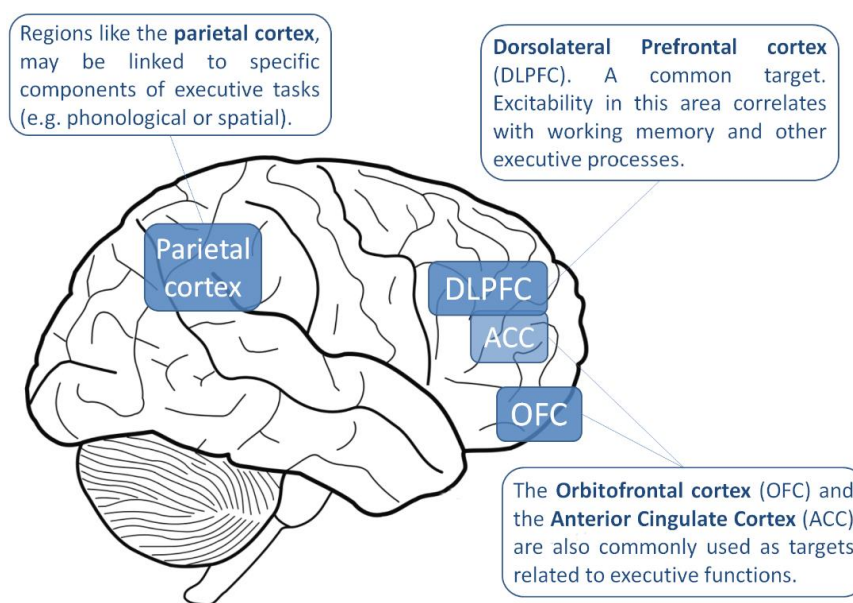 Regions like the parietal cortex,
may be linked to specific
components of executive tasks
(e.g. phonological or spatial).
Dorsolateral Prefrontal cortex
(DLPFC). A common target.
Excitability in this area correlates
with working memory and other
executive processes.
Parietal
cortex
DLPFC
ACC
OFC
The Orbitofrontal cortex (OFC) and
the Anterior Cingulate Cortex (ACC)
are also commonly used as targets
related to executive functions.